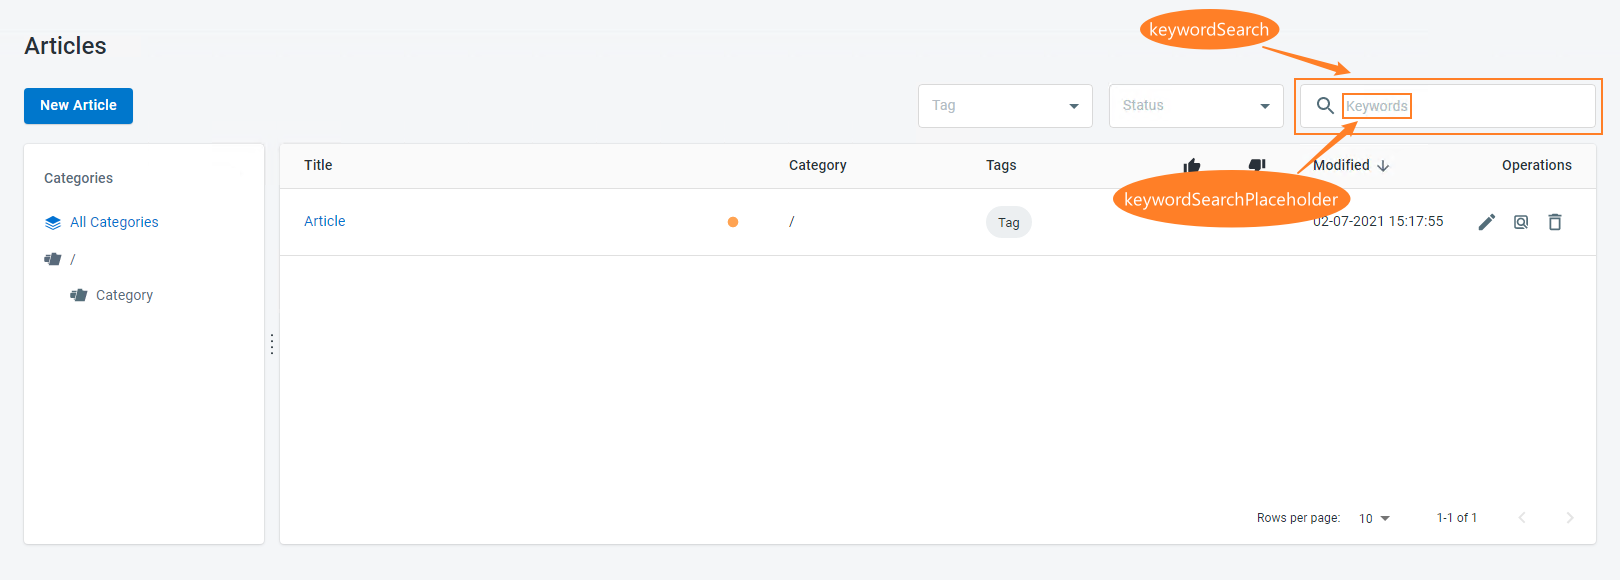 keywordSearch
Articles
New Article
Tag
Status
Keywords
Categories
All Categories
/
Category
Title
Category
Tags
Modified
Operations
keywordSearchPlaceholder
Article
/
Tag
02-07-2021 15:17:55
Rows per page:
10
1-1 of 1